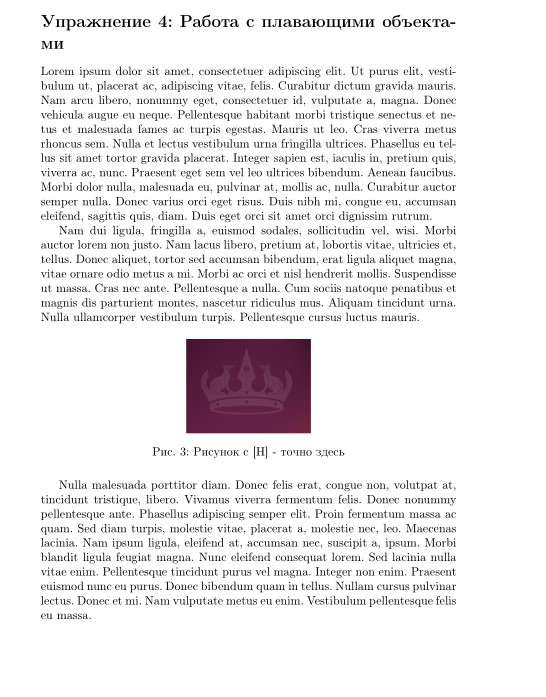 Упражнение 4: Работа с плавающими объекта-
ми
Lorem ipsum dolor sit amet, consectetuer adipiscing elit. Ut purus elit, vesti-
bulum ut, placerat ac, adipiscing vitae, felis. Curabitur dictum gravida mauris.
Nam arcu libero, nonummy eget, consectetuer id, vulputate a, magna. Donec
vehicula augue eu neque. Pellentesque habitant morbi tristique senectus et ne-
tus et malesuada fames ac turpis egestas. Mauris ut leo. Cras viverra metus
rhoncus sem. Nulla et lectus vestibulum urna fringilla ultrices. Phasellus eu tel-
lus sit amet tortor gravida placerat. Integer sapien est, iaculis in, pretium quis,
viverra ac, nunc. Praesent eget sem vel leo ultrices bibendum. Aenean faucibus.
Morbi dolor nulla, malesuada eu, pulvinar at, mollis ac, nulla. Curabitur auctor
semper nulla. Donec varius orci eget risus. Duis nibh mi, congue eu, accumsan
eleifend, sagittis quis, diam. Duis eget orci sit amet orci dignissim rutrum.
Nam dui ligula, fringilla a, euismod sodales, sollicitudin vel, wisi. Morbi
auctor lorem non justo. Nam lacus libero, pretium at, lobortis vitae, ultricies et,
tellus. Donec aliquet, tortor sed accumsan bibendum, erat ligula aliquet magna,
vitae ornare odio metus a mi. Morbi ac orci et nisl hendrerit mollis. Suspendisse
ut massa. Cras nec ante. Pellentesque a nulla. Cum sociis natoque penatibus et
magnis dis parturient montes, nascetur ridiculus mus. Aliquam tincidunt urna.
Nulla ullamcorper vestibulum turpis. Pellentesque cursus luctus mauris.
Рис. 3: Рисунок с [H] - точно здесь
Nulla malesuada porttitor diam. Donec felis erat, congue non, volutpat at,
tincidunt tristique, libero. Vivamus viverra fermentum felis. Donec nonummy
pellentesque ante. Phasellus adipiscing semper elit. Proin fermentum massa ac
quam. Sed diam turpis, molestie vitae, placerat a, molestie nec, leo. Maecenas
lacinia. Nam ipsum ligula, eleifend at, accumsan nec, suscipit a, ipsum. Morbi
blandit ligula feugiat magna. Nunc eleifend consequat lorem. Sed lacinia nulla
vitae enim. Pellentesque tincidunt purus vel magna. Integer non enim. Praesent
euismod nunc eu purus. Donec bibendum quam in tellus. Nullam cursus pulvinar
lectus. Donec et mi. Nam vulputate metus eu enim. Vestibulum pellentesque felis
eu massa.